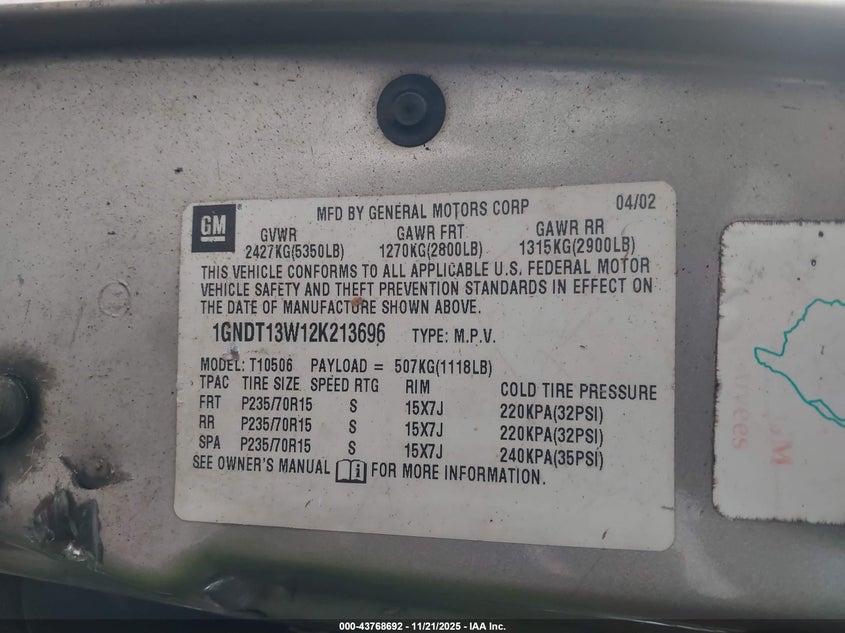 GM
MFD BY GENERAL MOTORS CORP 04/02
GVWR GAWR FRT GAWR RR
2427KG(5350LB) 1270KG(2800LB) 1315KG(2900LB)
THIS VEHICLE CONFORMS TO ALL APPLICABLE U.S. FEDERAL MOTOR
VEHICLE SAFETY AND THEFT PREVENTION STANDARDS IN EFFECT ON
THE DATE OF MANUFACTURE SHOWN ABOVE.
1GNDT13W12K213696 TYPE: M.P.V.
MODEL: T10506 PAYLOAD = 507KG(1118LB)
TPAC TIRE SIZE SPEED RTG RIM COLD TIRE PRESSURE
FRT P235/70R15 S 15X7J 220KPA(32PSI)
RR P235/70R15 S 15X7J 220KPA(32PSI)
SPA P235/70R15 S 15X7J 240KPA(35PSI)
SEE OWNER'S MANUAL FOR MORE INFORMATION.
GM
000-43768692 - 11/21/2025 - IAA Inc.